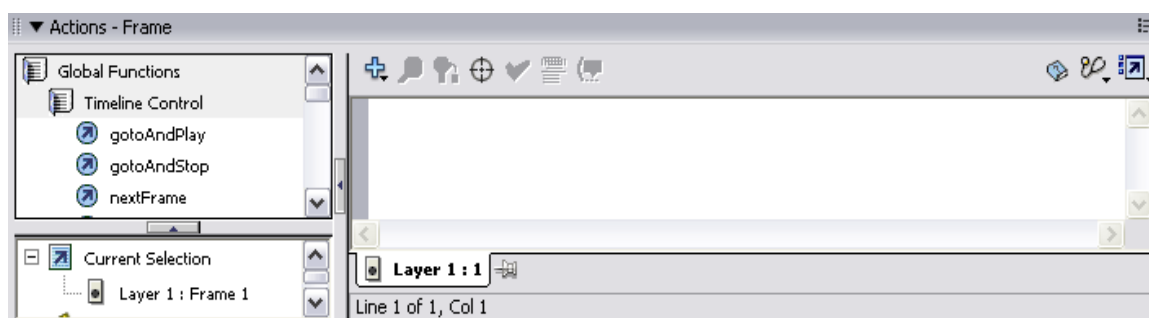 Actions - Frame
Global Functions
Timeline Control
gotoAndPlay
gotoAndStop
nextFrame
Current Selection
Layer 1 : Frame 1
Layer 1 : 1
Line 1 of 1, Col 1